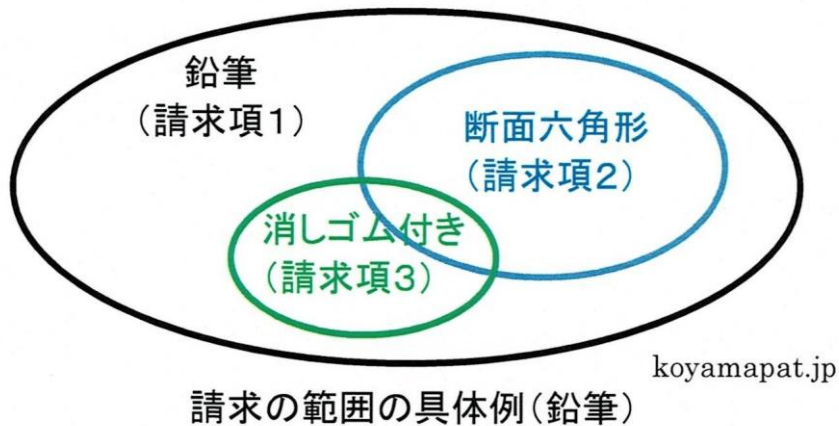 鉛筆
(請求項1)
断面六角形
(請求項2)
消しゴム付き
(請求項3)
koyamapat.jp
請求の範囲の具体例(鉛筆)